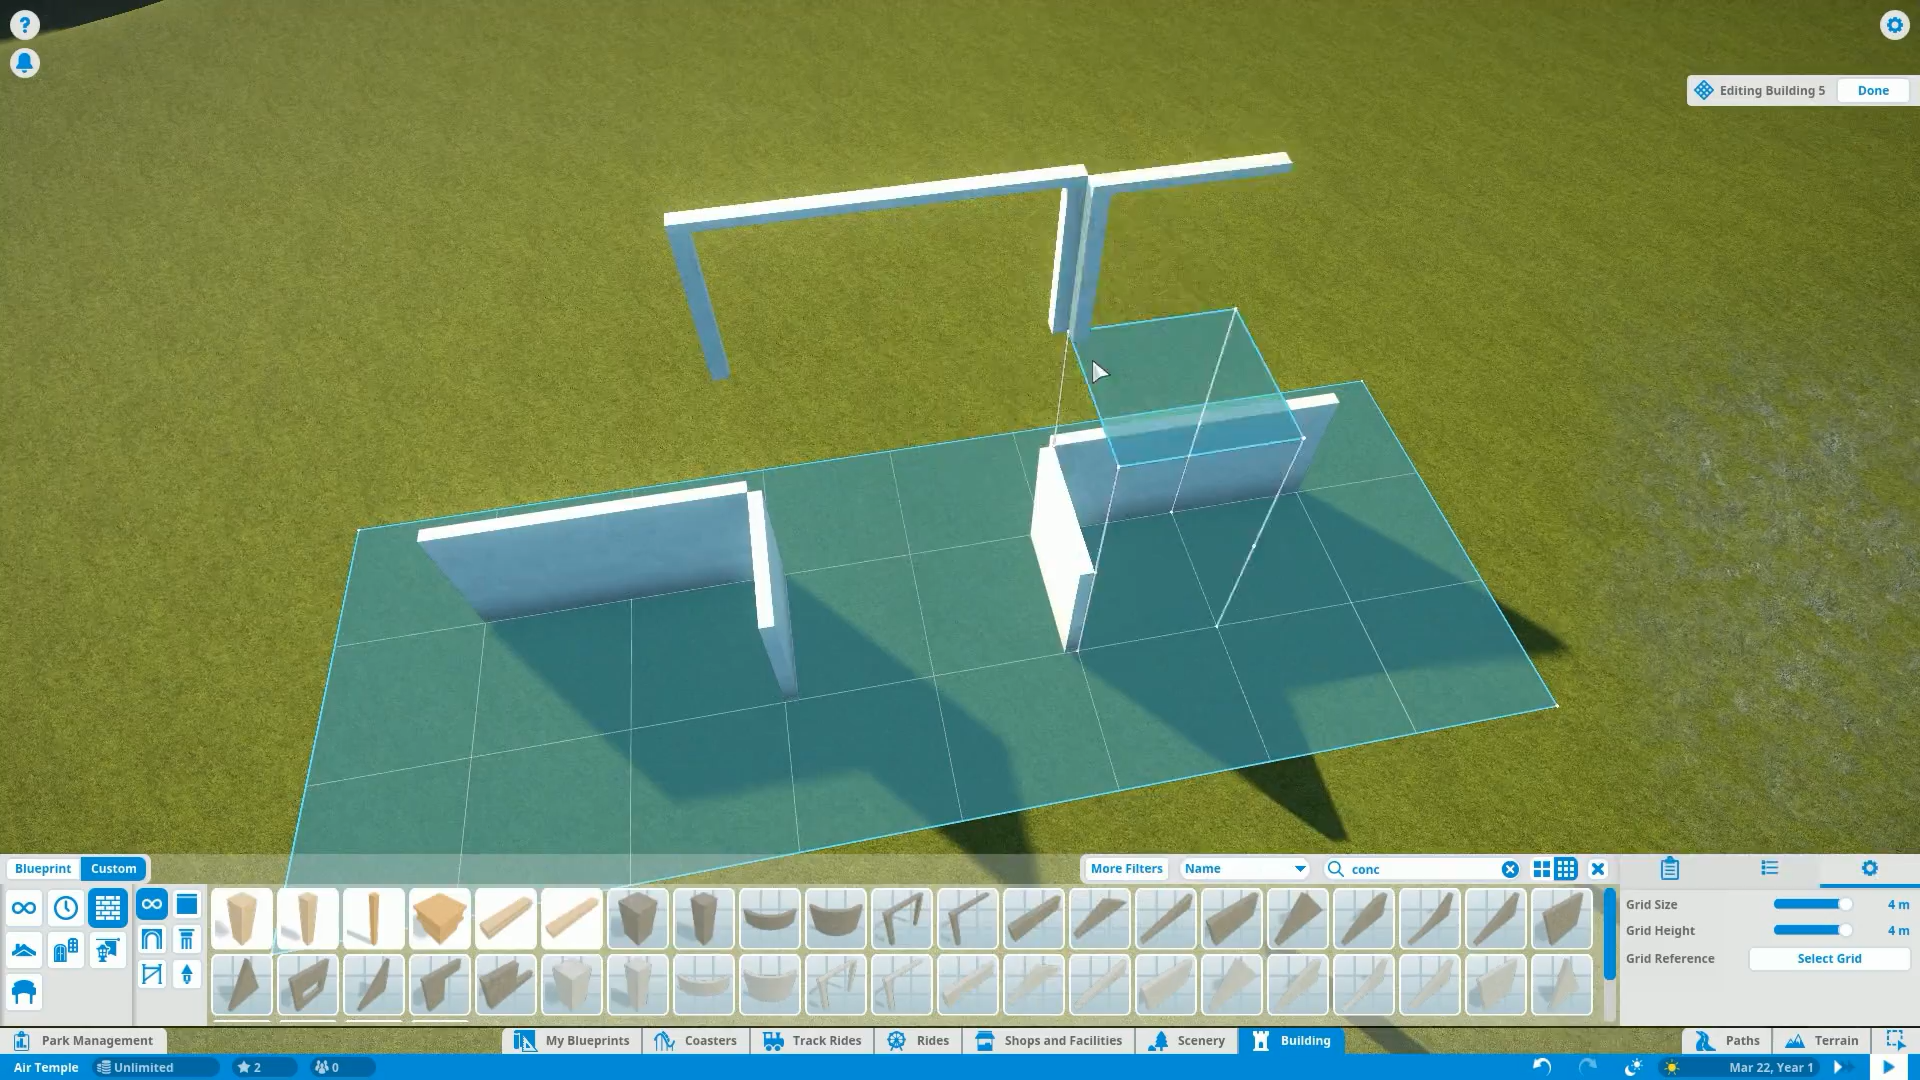 ?
Editing Building 5 Done
Blueprint Custom
More Filters Name conc
Grid Size 4 m
Grid Height 4 m
Grid Reference Select Grid
Park Management My Blueprints Coasters Track Rides Rides Shops and Facilities Scenery Building Paths Terrain
Air Temple Unlimited 2 0 Mar 22, Year 1